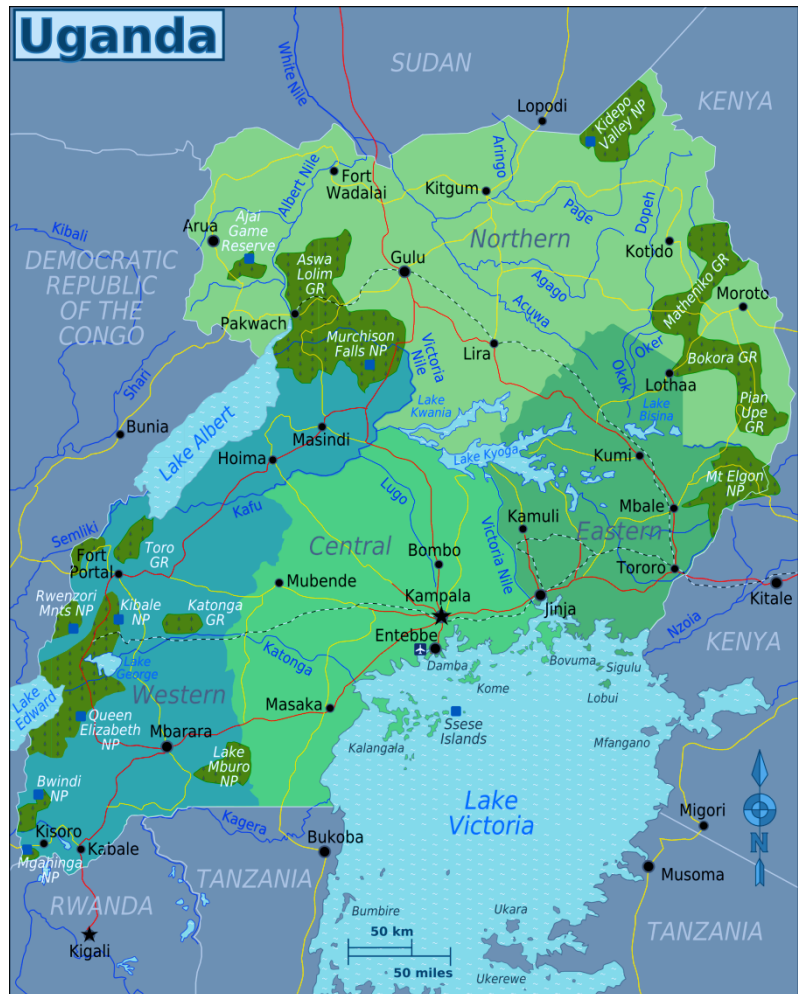 Uganda
SUDAN
KENYA
White Nile
Lopodi
Kidepo
Valley NP
Aringo
Albert Nile
Fort
Wadalai
Kitgum
Page
Dopeh
Kibali
Arua
Ajai
Game
Reserve
Northern
Kotido
DEMOCRATIC
REPUBLIC
OF THE
CONGO
Aswa
Lolim
GR
Gulu
Agago
Matheniko GR
Moroto
Pakwach
Acuwa
Murchison
Falls NP
Victoria
Nile
Lira
Oker
Okok
Bokora GR
Lothaa
Shari
Lake
Kwania
Lake
Bisina
Pian
Upe
GR
Lake Albert
Bunia
Masindi
Hoima
Lake Kyoga
Kumi
Mt Elgon
NP
Lugo
Kafu
Victoria Nile
Kamuli
Mbale
Semliki
Toro
GR
Central
Eastern
Fort
Portal
Bombo
Tororo
Rwenzori
Mnts NP
Kibale
NP
Katonga
GR
Mubende
Kampala
Jinja
Kitale
Nzoia
Entebbe
KENYA
Lake
George
Katonga
Damba
Bovuma
Sigulu
Lake
Edward
Western
Kome
Lobui
Queen
Elizabeth
NP
Masaka
Ssese
Islands
Mbarara
Kalangala
Mfangano
Lake
Mburo
NP
Bwindi
NP
Lake
Victoria
Kagera
Migori
N
Kisoro
Kabale
Bukoba
Mgahinga
NP
TANZANIA
Musoma
RWANDA
Bumbire
Ukara
TANZANIA
Kigali
50 km
50 miles
Ukerewe